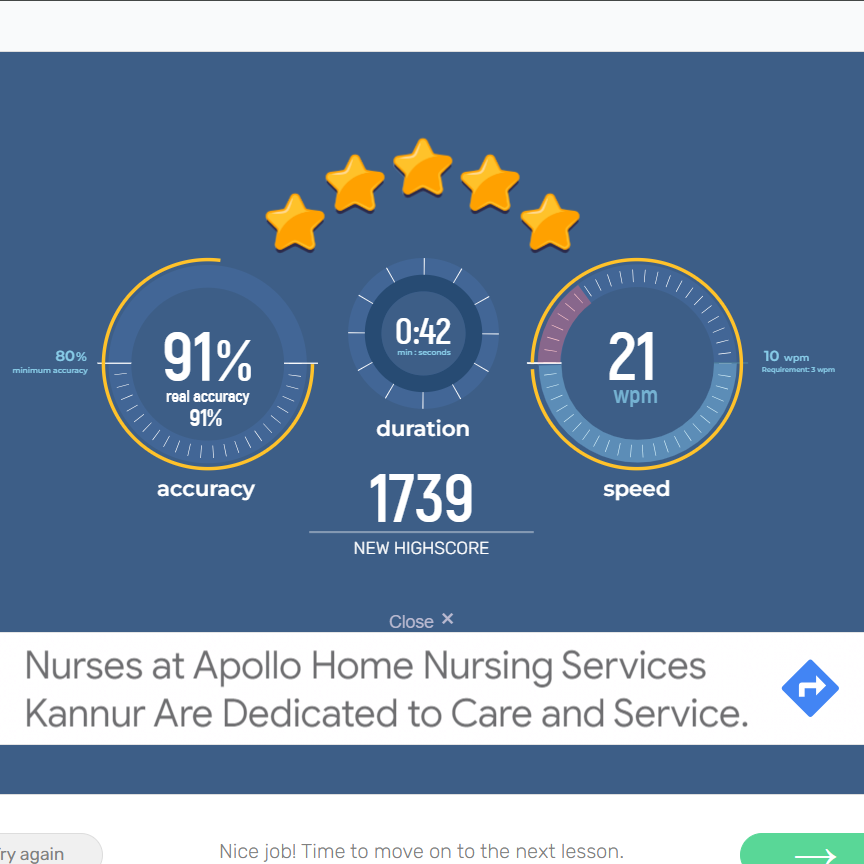 0:42
min : seconds
91%
real accuracy
91%
80%
minimum accuracy
21
wpm
10 wpm
Requirement: 3 wpm
duration
accuracy
speed
1739
NEW HIGHSCORE
Close ×
Nurses at Apollo Home Nursing Services
Kannur Are Dedicated to Care and Service.
ry again
Nice job! Time to move on to the next lesson.